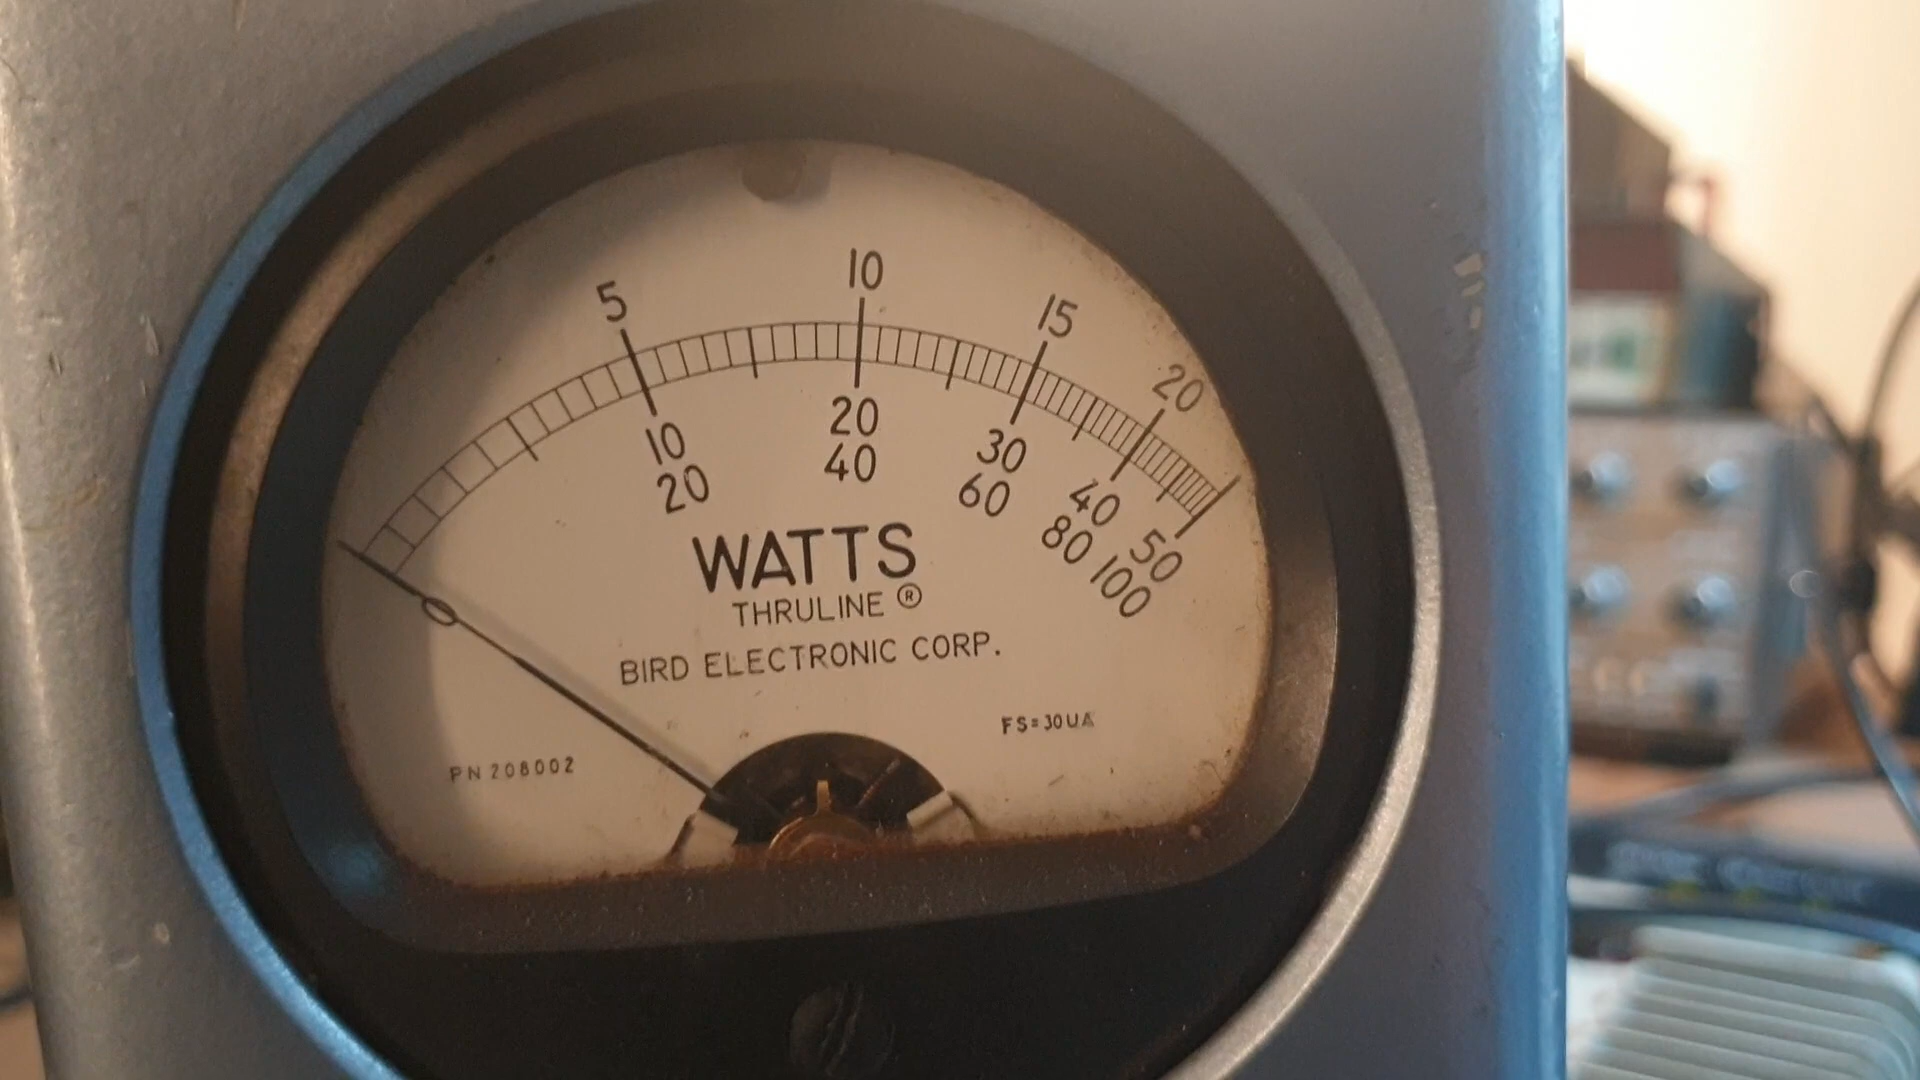 5 10 15 20
10 20 30 40 50
20 40 60 80 100
0
WATTS
THRULINE ®
BIRD ELECTRONIC CORP.
FS=30UA
PN 208002